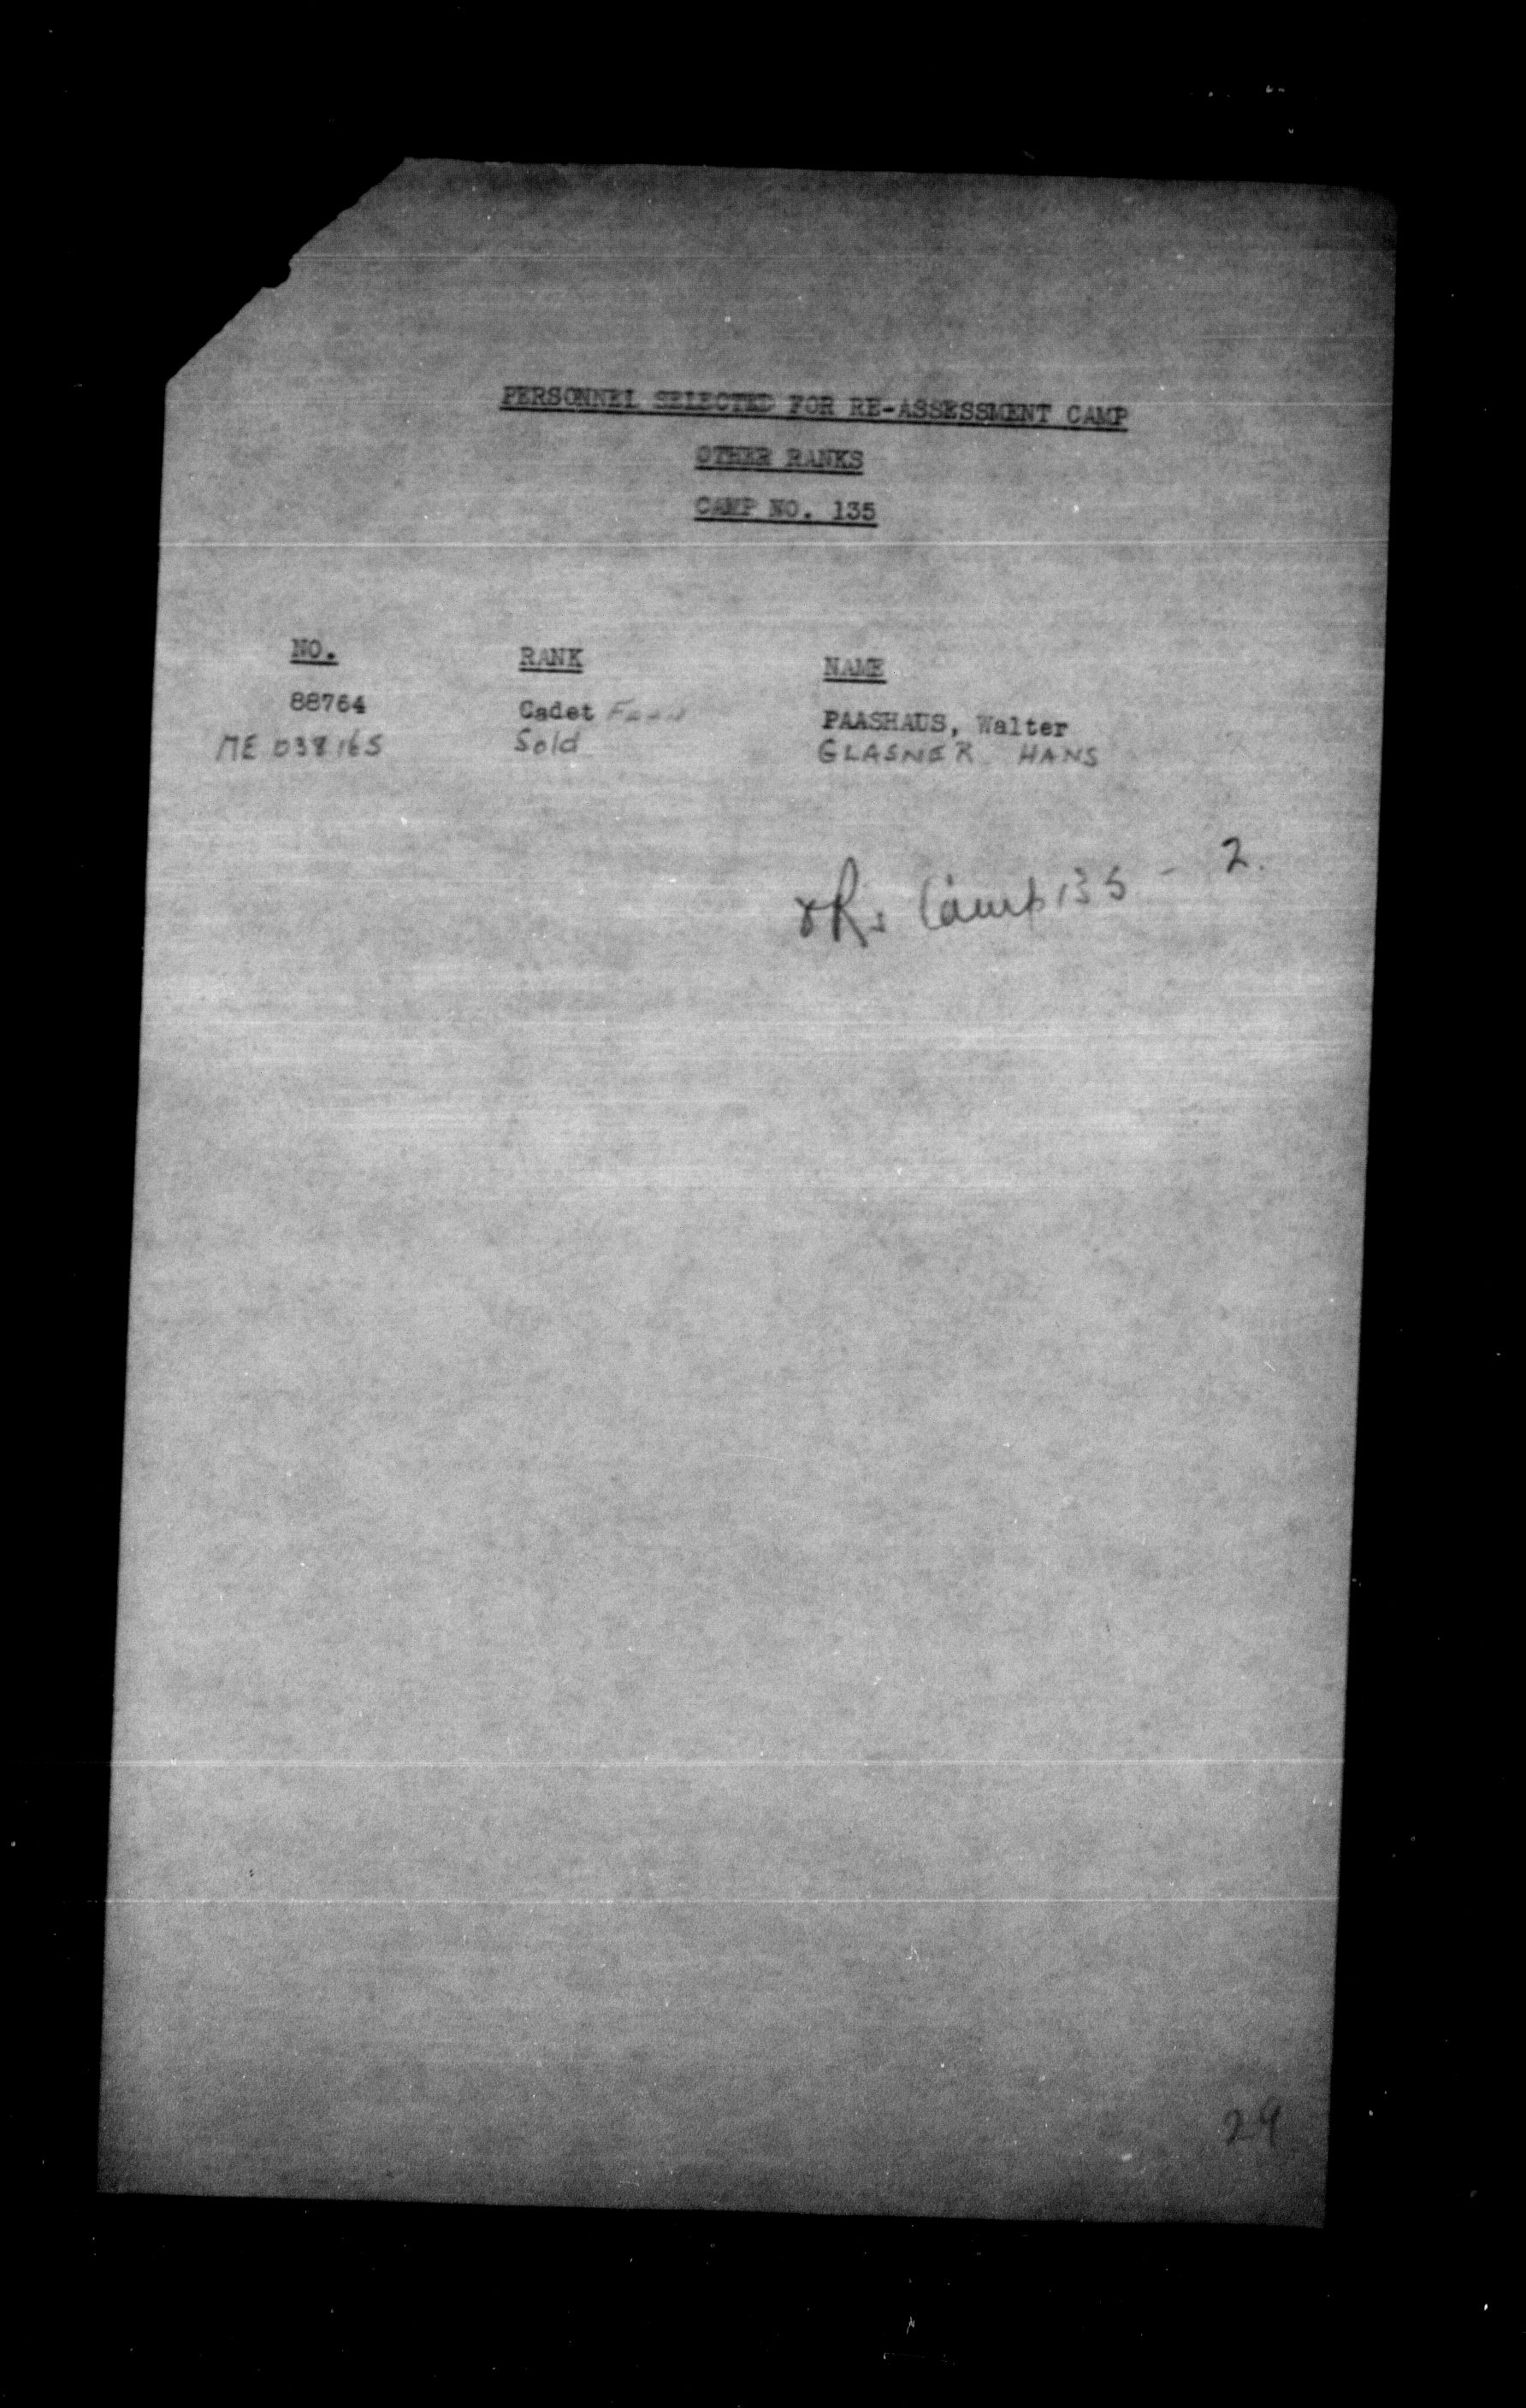 PERSONNEL SELECTED FOR RE-ASSESSMENT CAMP
OTHER RANKS
CAMP NO. 135
NO. RANK NAME
88764 Cadet PAASHAUS, Walter
ME 038165 Sold GLASNER HANS
ORs Camp 135 - 2.
29